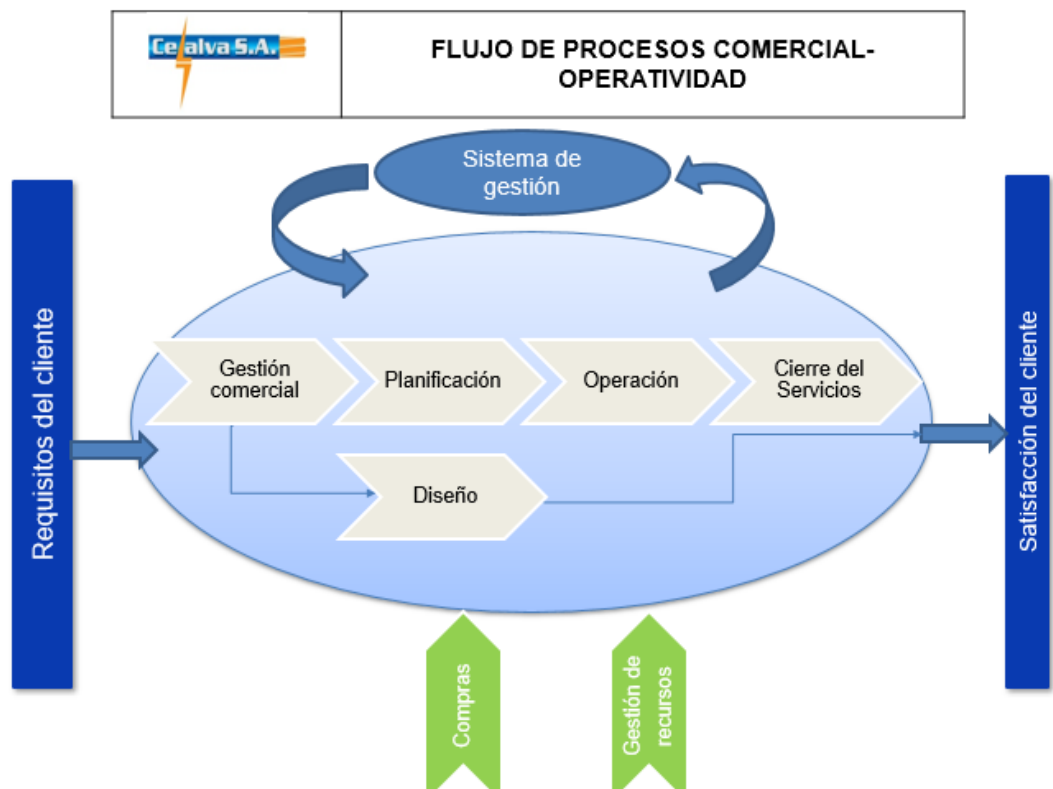 Celalva S.A.
FLUJO DE PROCESOS COMERCIAL-
OPERATIVIDAD
Sistema de
gestión
Requisitos del cliente
Gestión
comercial
Planificación
Operación
Cierre del
Servicios
Diseño
Satisfacción del cliente
Compras
Gestión de
recursos